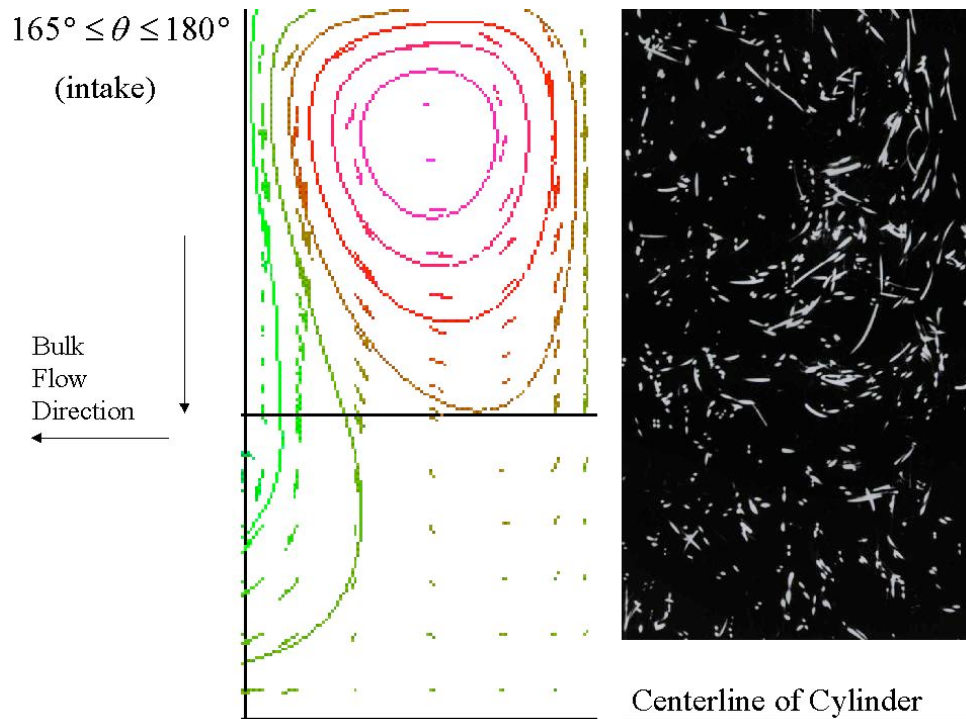 165° ≤ θ ≤ 180°
(intake)
Bulk
Flow
Direction
Centerline of Cylinder